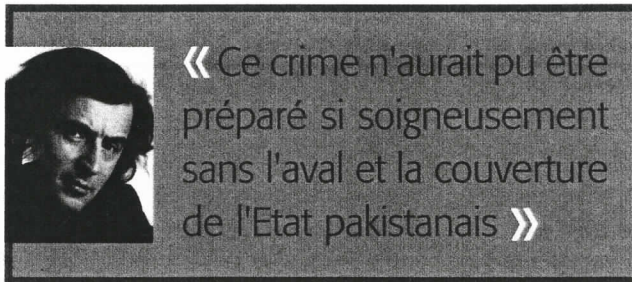 « Ce crime n'aurait pu être
préparé si soigneusement
sans l'aval et la couverture
de l'Etat pakistanais »